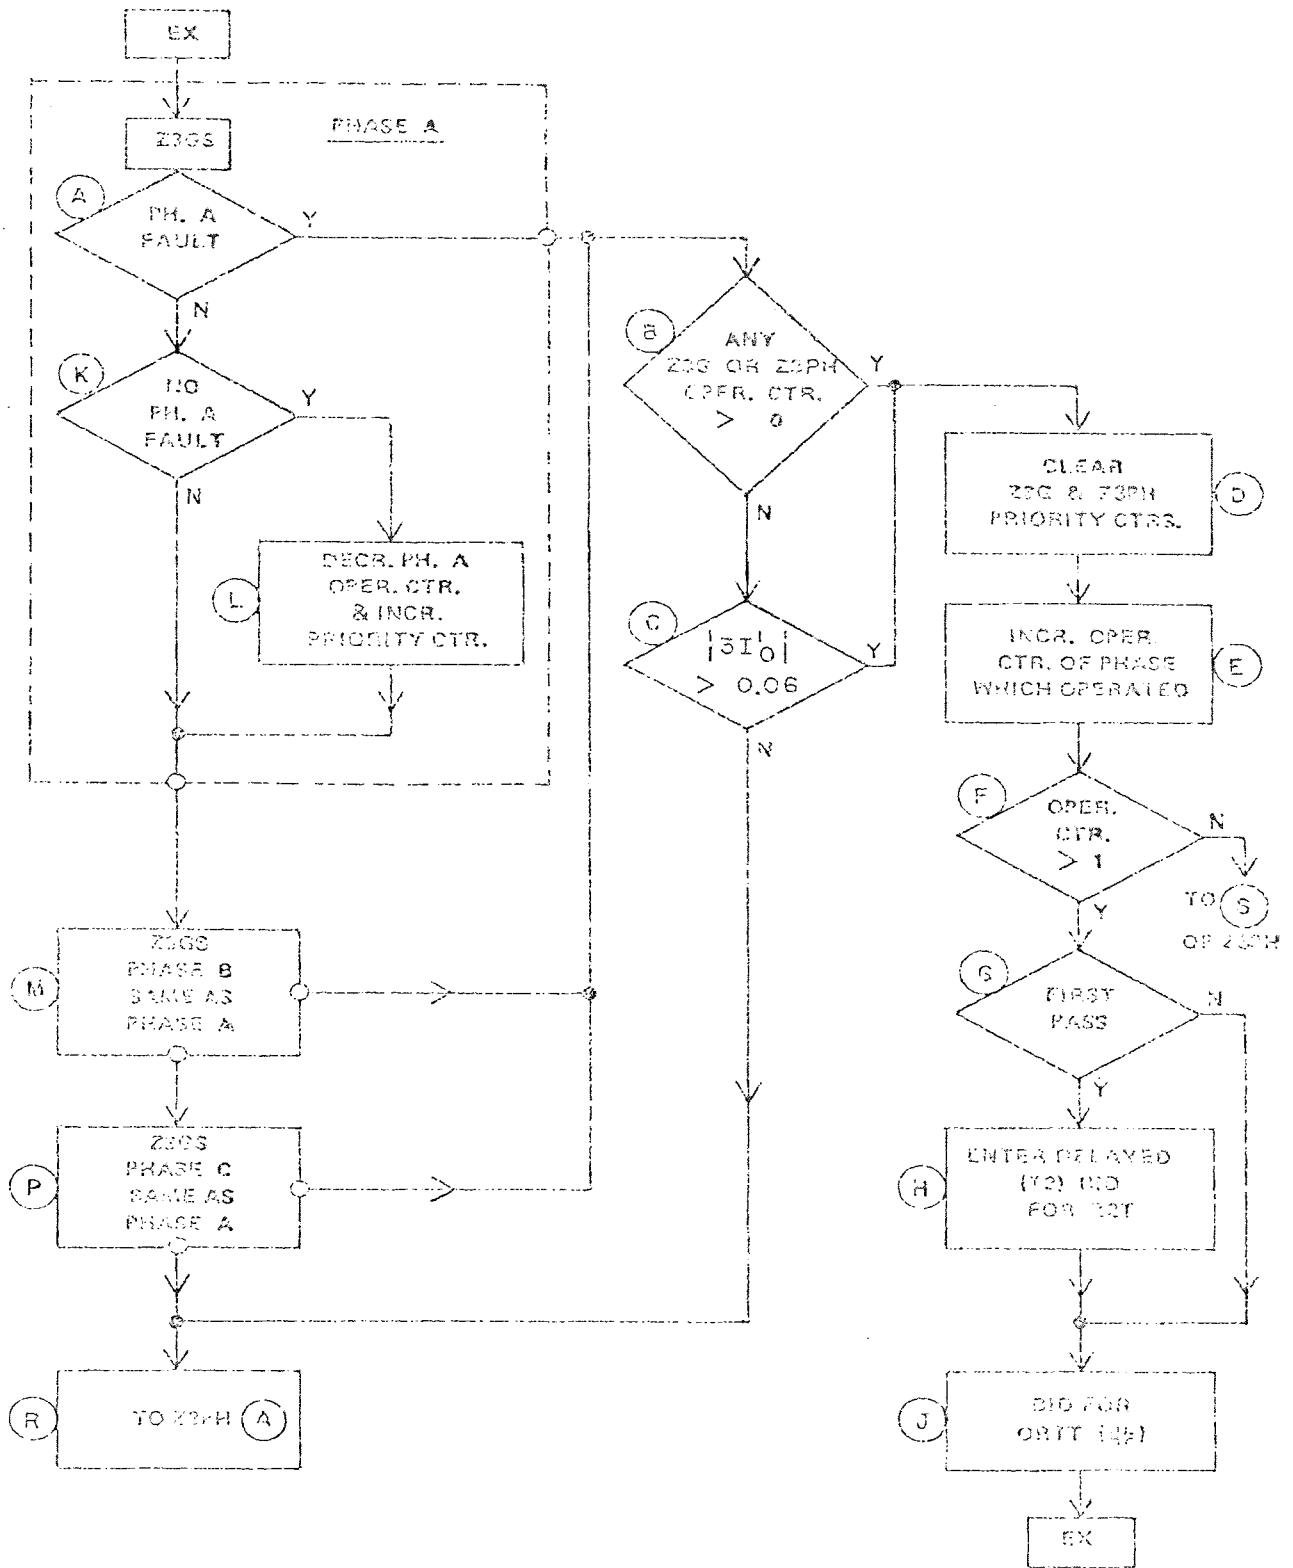 EX
Z3GS
PHASE A
A
PH. A
FAULT
Y
N
K
NO
PH. A
FAULT
Y
N
L
DECR. PH. A
OPER. CTR.
& INCR.
PRIORITY CTR.
B
ANY
Z3G OR Z3PH
OPER. CTR.
> 0
Y
N
C
|3I'0|
> 0.06
Y
N
CLEAR
Z3G & Z3PH
PRIORITY CTRS.
D
INCR. OPER.
CTR. OF PHASE
WHICH OPERATED
E
F
OPER.
CTR.
> 1
N
Y
TO S
OF Z3PH
G
FIRST
PASS
N
Y
M
Z3GS
PHASE B
SAME AS
PHASE A
P
Z3GS
PHASE C
SAME AS
PHASE A
H
ENTER DELAYED
BID
FOR
R
TO Z3PH A
J
BID FOR
EX